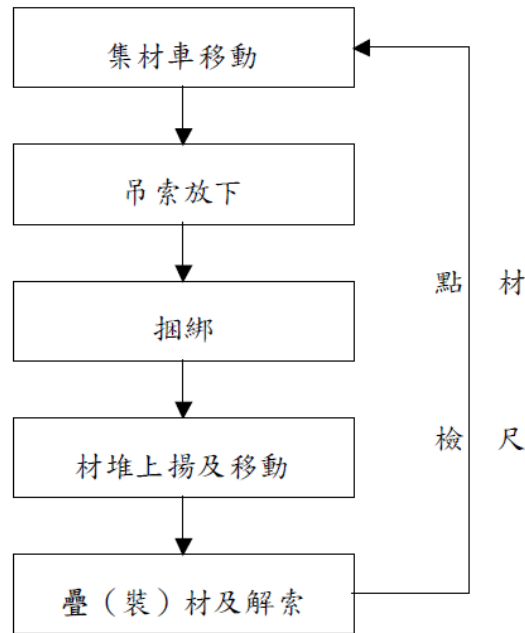 集材車移動
吊索放下
捆綁
點 材
材堆上揚及移動
檢 尺
疊（裝）材及解索